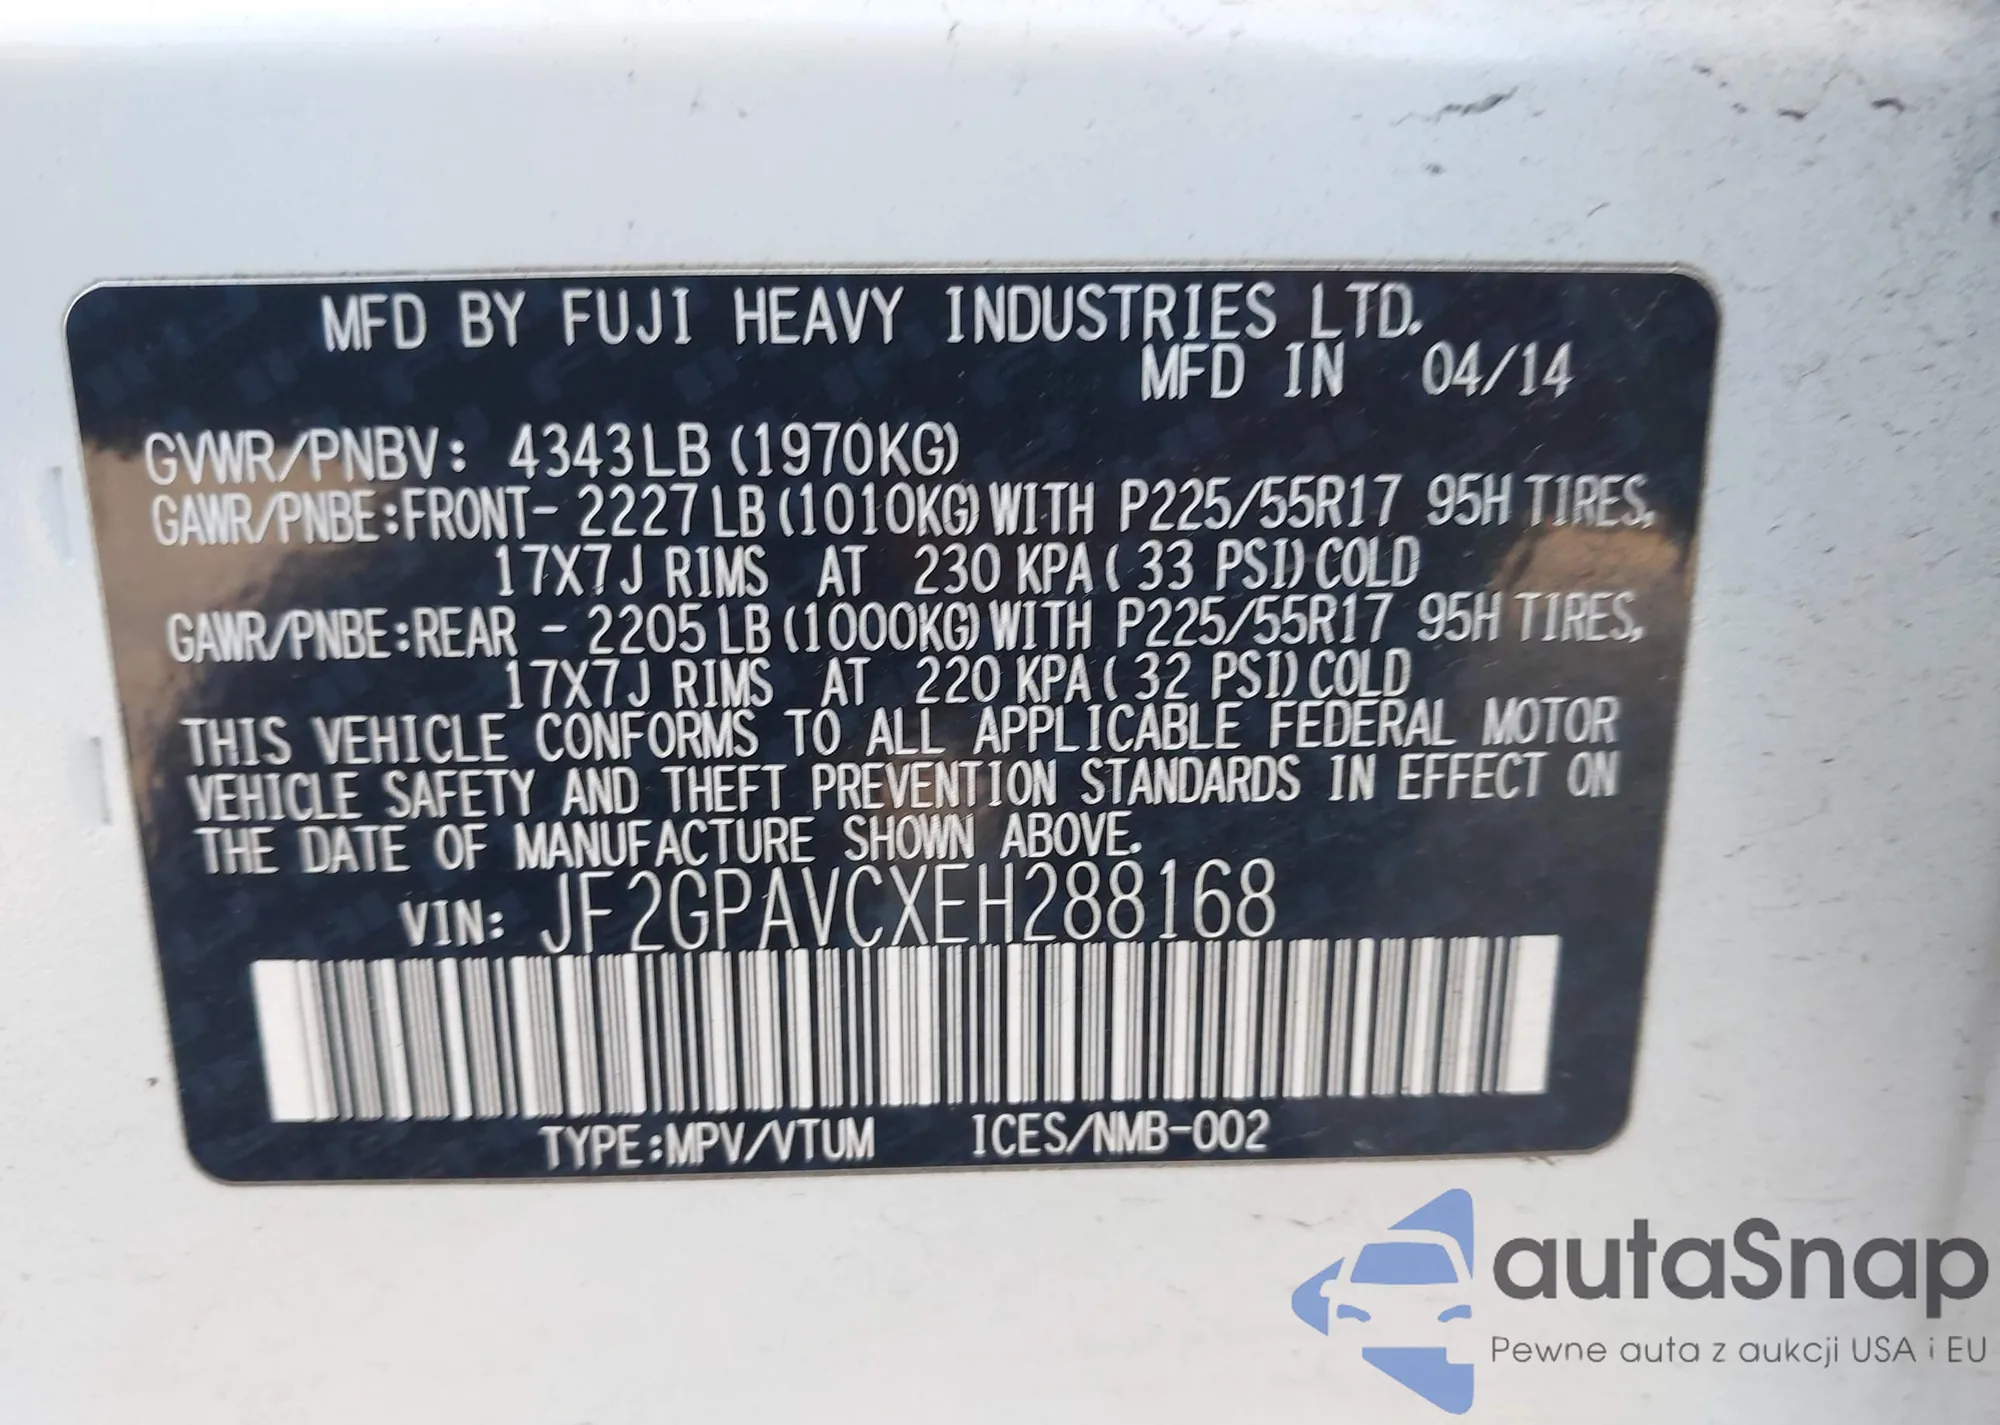 MFD BY FUJI HEAVY INDUSTRIES LTD.
MFD IN 04/14
GVWR/PNBV: 4343LB (1970KG)
GAWR/PNBE:FRONT- 2227 LB (1010KG) WITH P225/55R17 95H TIRES,
17X7J RIMS AT 230 KPA ( 33 PSI) COLD
GAWR/PNBE:REAR - 2205 LB (1000KG) WITH P225/55R17 95H TIRES,
17X7J RIMS AT 220 KPA ( 32 PSI) COLD
THIS VEHICLE CONFORMS TO ALL APPLICABLE FEDERAL MOTOR
VEHICLE SAFETY AND THEFT PREVENTION STANDARDS IN EFFECT ON
THE DATE OF MANUFACTURE SHOWN ABOVE.
VIN: JF2GPAVCXEH288168
TYPE:MPV/VTUM ICES/NMB-002
autaSnap
Pewne auta z aukcji USA i EU